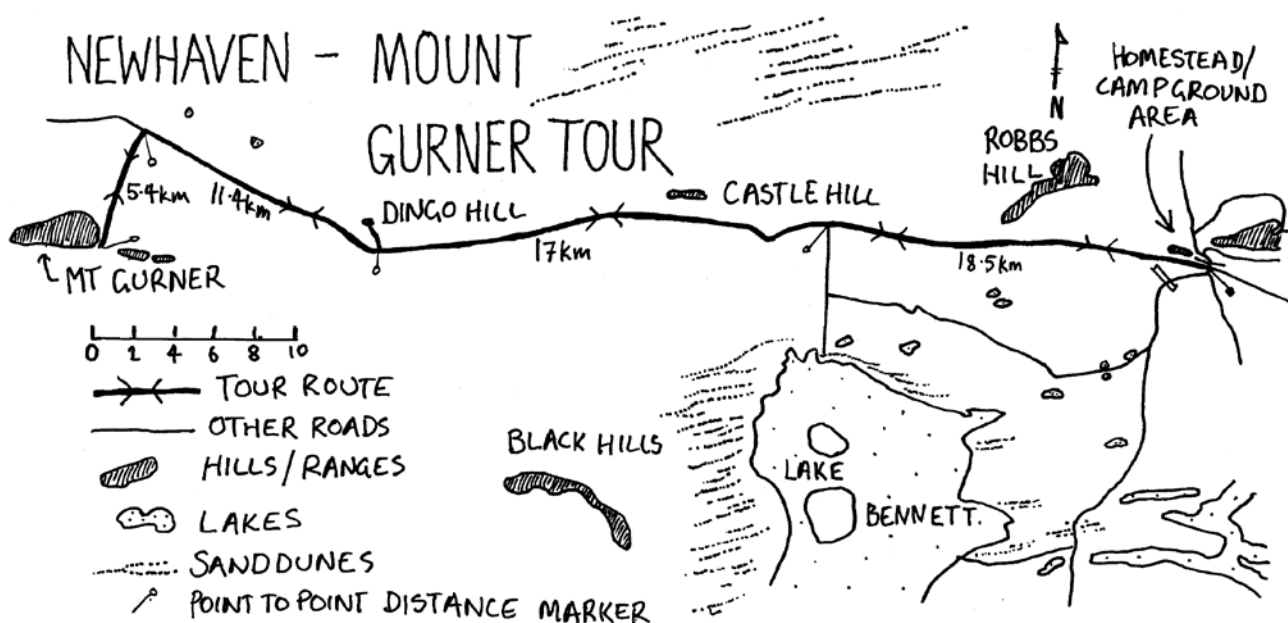 NEWHAVEN - MOUNT
GURNER TOUR
HOMESTEAD/
CAMPGROUND
AREA
N
ROBBS
HILL
5.4km
11.4km
DINGO HILL
CASTLE HILL
17km
18.5km
MT GURNER
0 2 4 6 8 10
TOUR ROUTE
OTHER ROADS
HILLS/RANGES
LAKES
SANDDUNES
POINT TO POINT DISTANCE MARKER
BLACK HILLS
LAKE
BENNETT.